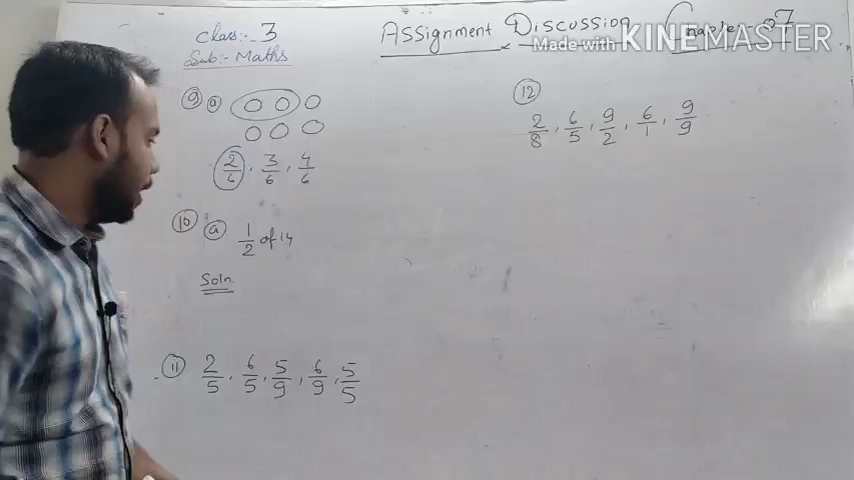 Class:- 3
Sub:- Maths
Assignment Discussion Chapter-07
Made with KINEMASTER
9 a
2/6, 3/6, 4/6
10 a 1/2 of 14
Soln.
11 2/5, 6/5, 5/9, 6/9, 5/5
12
2/8, 6/5, 9/2, 6/1, 9/9